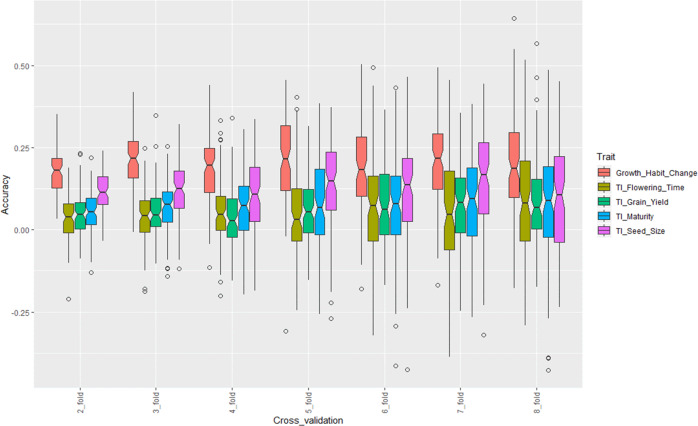 Accuracy
0.50
0.25
0.00
-0.25
2_fold
3_fold
4_fold
5_fold
6_fold
7_fold
8_fold
Cross_validation
Trait
Growth_Habit_Change
TI_Flowering_Time
TI_Grain_Yield
TI_Maturity
TI_Seed_Size